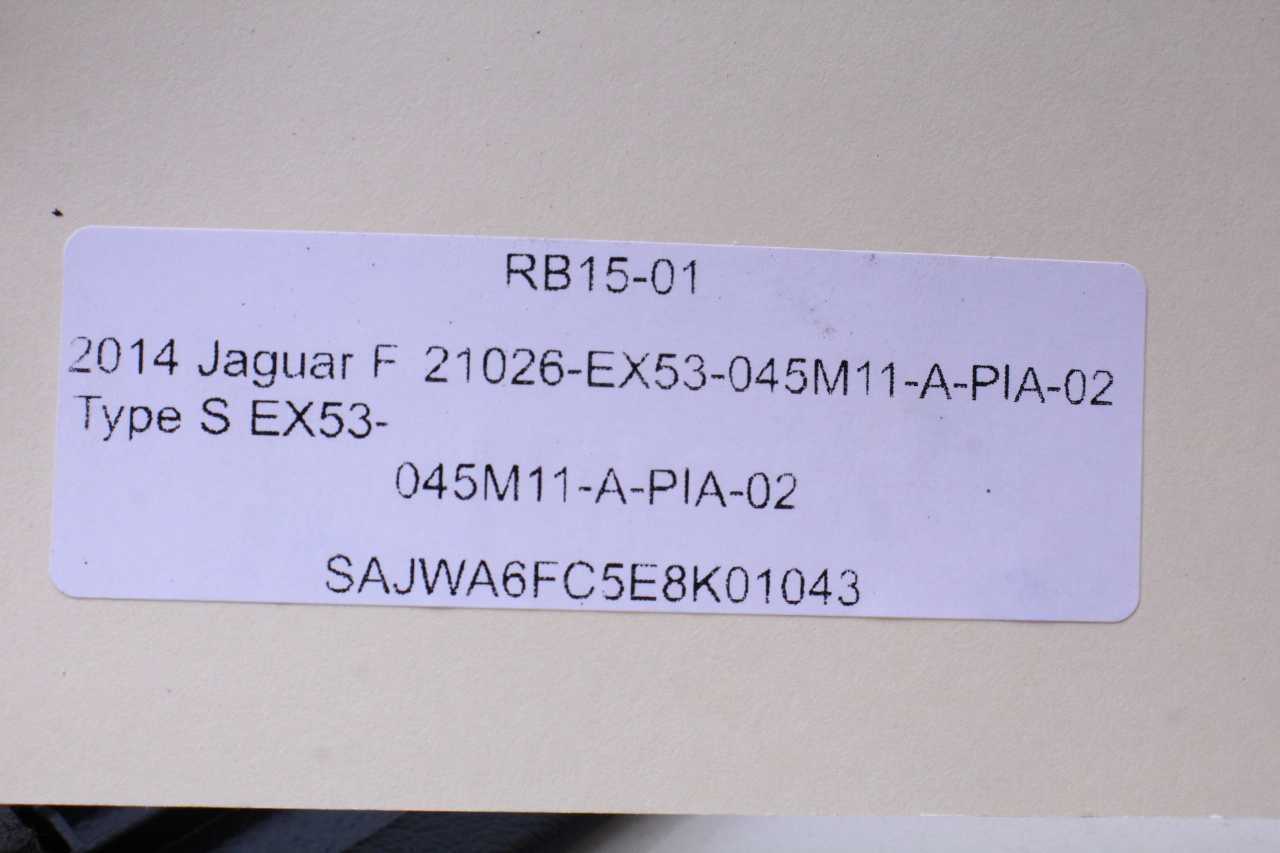 RB15-01
2014 Jaguar F 21026-EX53-045M11-A-PIA-02
Type S EX53-
045M11-A-PIA-02
SAJWA6FC5E8K01043